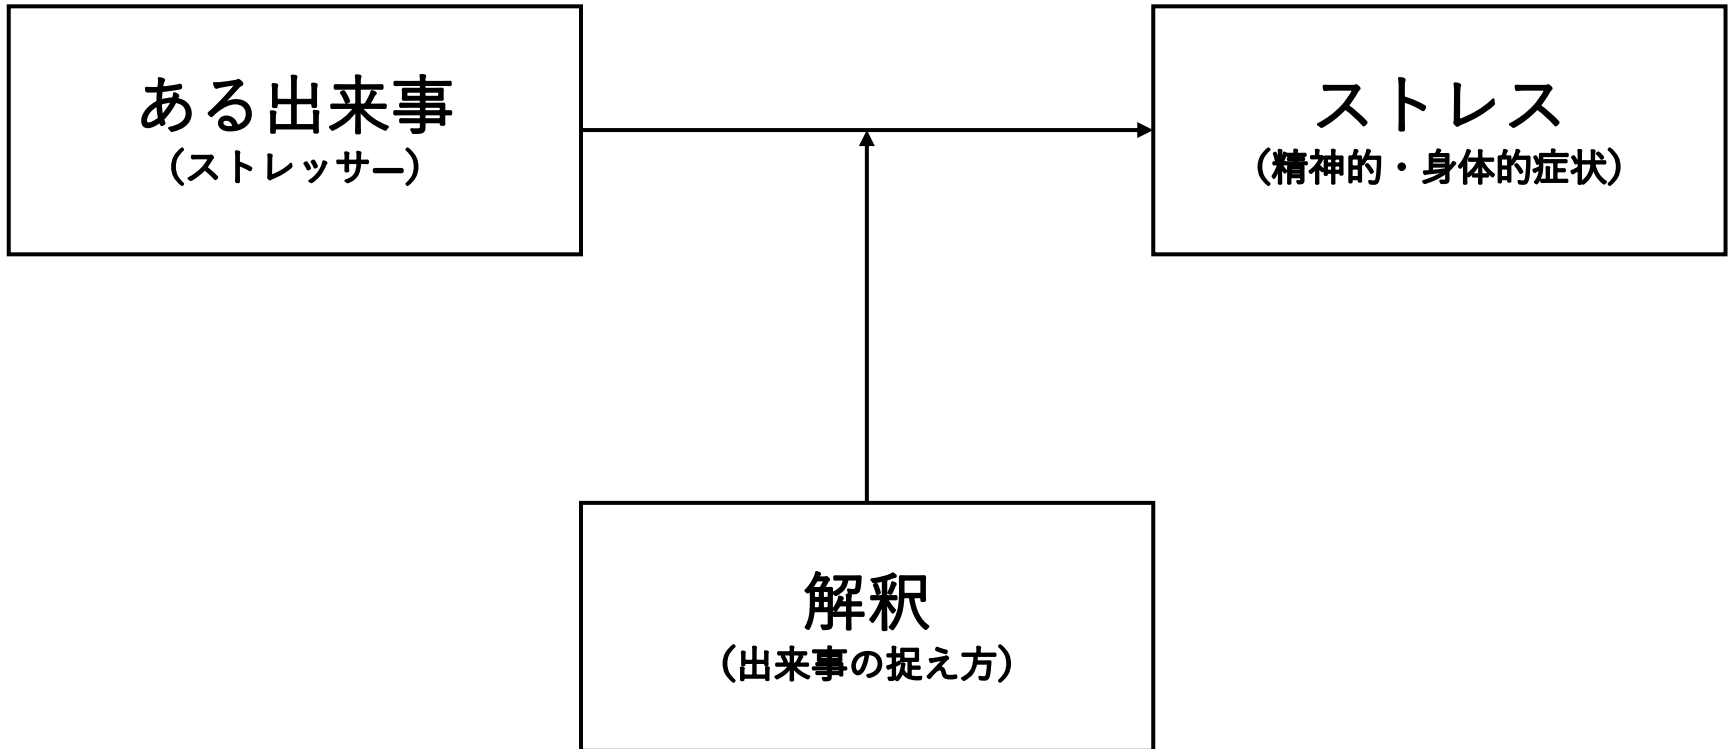 ある出来事
（ストレッサー）
ストレス
（精神的・身体的症状）
解釈
（出来事の捉え方）